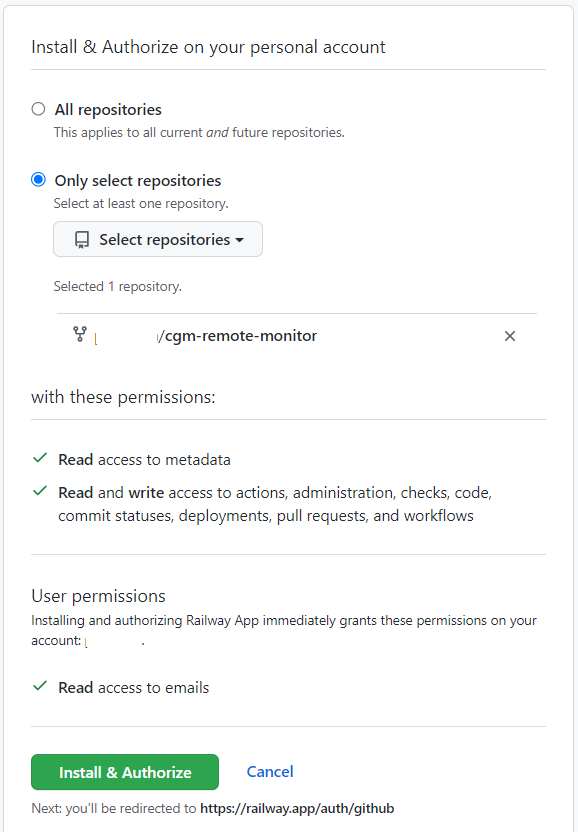 Install & Authorize on your personal account
All repositories
This applies to all current and future repositories.
Only select repositories
Select at least one repository.
Select repositories
Selected 1 repository.
/cgm-remote-monitor
with these permissions:
Read access to metadata
Read and write access to actions, administration, checks, code,
commit statuses, deployments, pull requests, and workflows
User permissions
Installing and authorizing Railway App immediately grants these permissions on your
account: .
Read access to emails
Install & Authorize
Cancel
Next: you'll be redirected to https://railway.app/auth/github